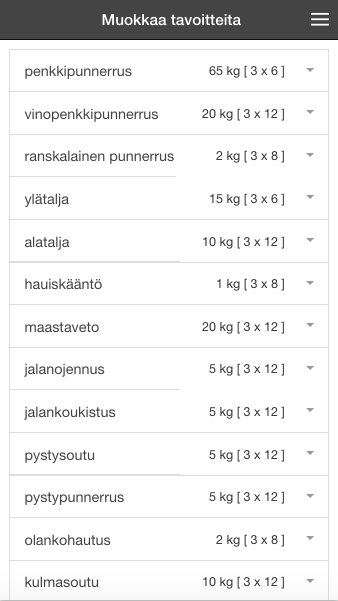 Muokkaa tavoitteita
penkkipunnerrus 65 kg [ 3 x 6 ]
vinopenkkipunnerrus 20 kg [ 3 x 12 ]
ranskalainen punnerrus 2 kg [ 3 x 8 ]
ylätalja 15 kg [ 3 x 6 ]
alatalja 10 kg [ 3 x 12 ]
hauiskääntö 1 kg [ 3 x 8 ]
maastaveto 20 kg [ 3 x 12 ]
jalanojennus 5 kg [ 3 x 12 ]
jalankoukistus 5 kg [ 3 x 12 ]
pystysoutu 5 kg [ 3 x 12 ]
pystypunnerrus 5 kg [ 3 x 12 ]
olankohautus 2 kg [ 3 x 8 ]
kulmasoutu 10 kg [ 3 x 12 ]